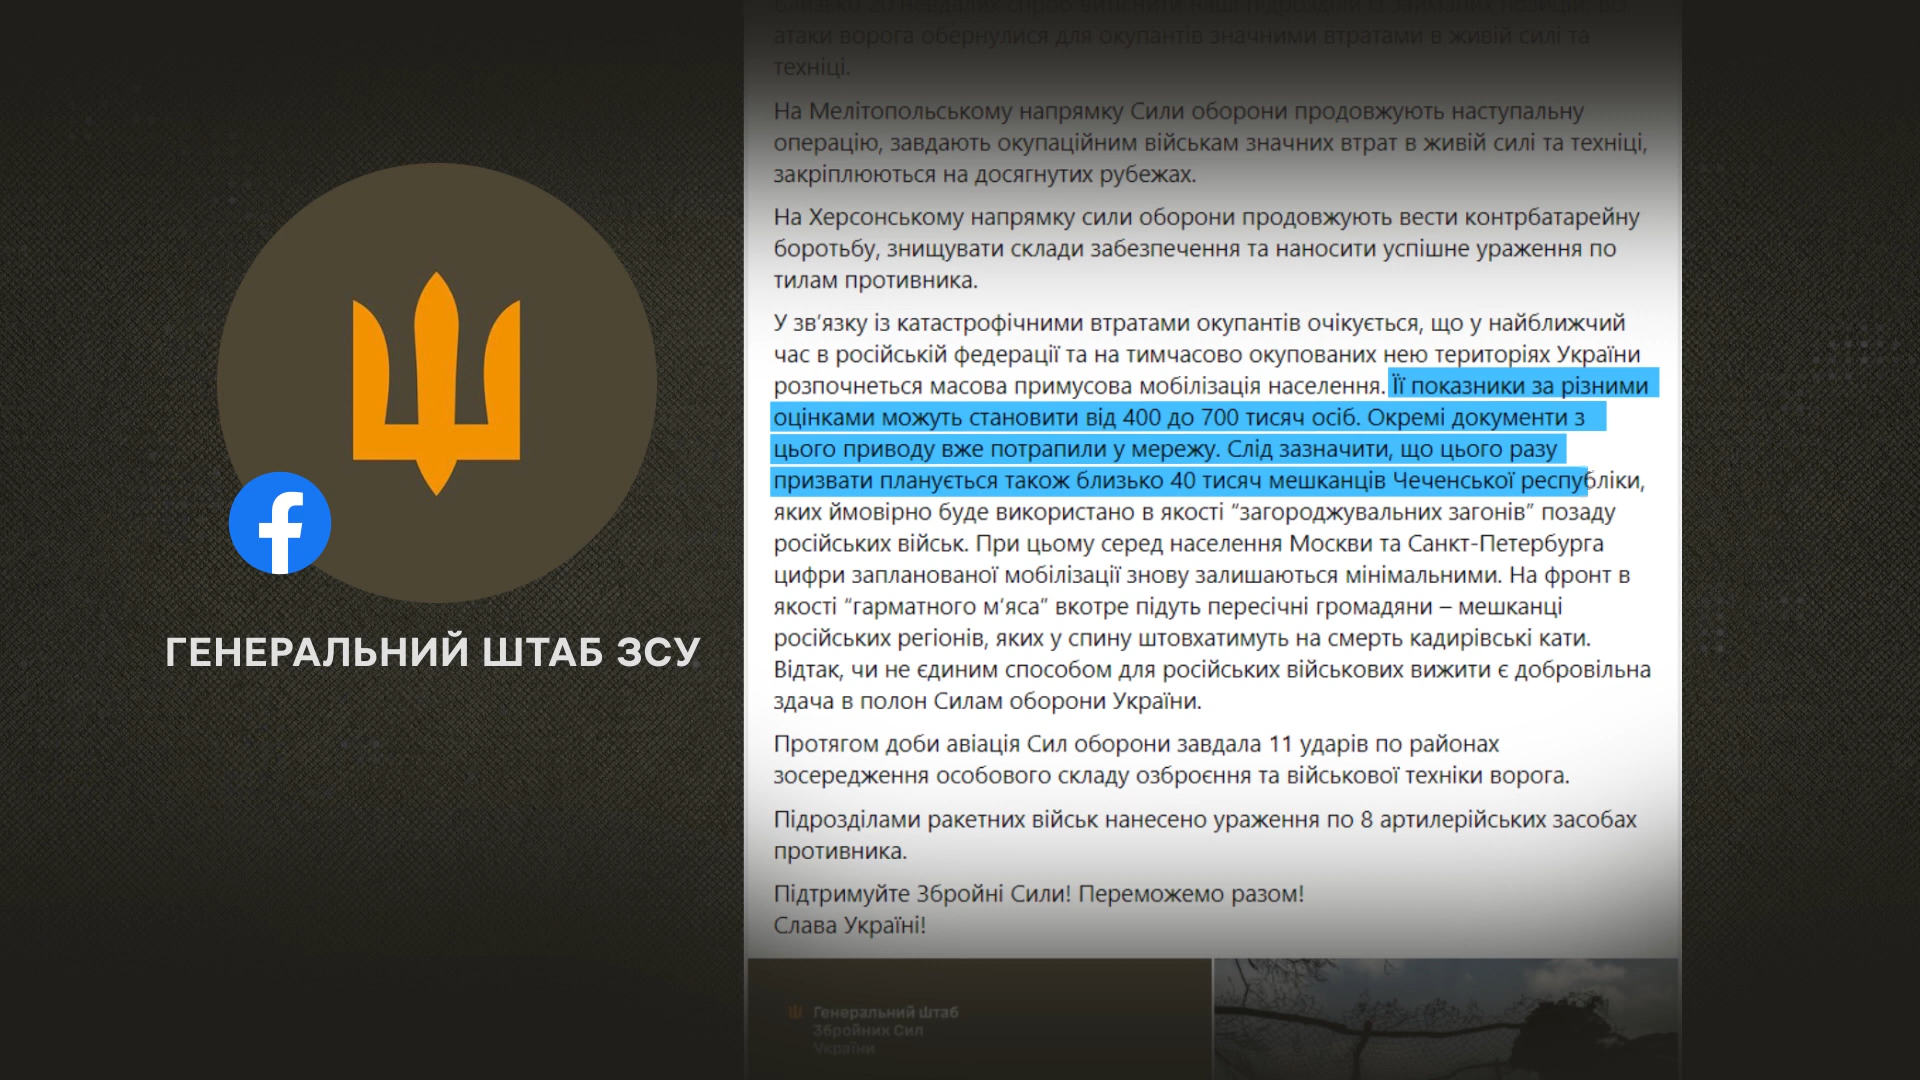 ГЕНЕРАЛЬНИЙ ШТАБ ЗСУ
близько 20 невдалих спроб витіснити наші підрозділи із займаних позицій, всі
атаки ворога обернулися для окупантів значними втратами в живій силі та
техніці.
На Мелітопольському напрямку Сили оборони продовжують наступальну
операцію, завдають окупаційним військам значних втрат в живій силі та техніці,
закріплюються на досягнутих рубежах.
На Херсонському напрямку сили оборони продовжують вести контрбатарейну
боротьбу, знищувати склади забезпечення та наносити успішне ураження по
тилам противника.
У зв’язку із катастрофічними втратами окупантів очікується, що у найближчий
час в російській федерації та на тимчасово окупованих нею територіях України
розпочнеться масова примусова мобілізація населення. Її показники за різними
оцінками можуть становити від 400 до 700 тисяч осіб. Окремі документи з
цього приводу вже потрапили у мережу. Слід зазначити, що цього разу
призвати планується також близько 40 тисяч мешканців Чеченської республіки,
яких ймовірно буде використано в якості “загороджувальних загонів” позаду
російських військ. При цьому серед населення Москви та Санкт-Петербурга
цифри запланованої мобілізації знову залишаються мінімальними. На фронт в
якості “гарматного м’яса” вкотре підуть пересічні громадяни – мешканці
російських регіонів, яких у спину штовхатимуть на смерть кадирівські кати.
Відтак, чи не єдиним способом для російських військових вижити є добровільна
здача в полон Силам оборони України.
Протягом доби авіація Сил оборони завдала 11 ударів по районах
зосередження особового складу озброєння та військової техніки ворога.
Підрозділами ракетних військ нанесено ураження по 8 артилерійських засобах
противника.
Підтримуйте Збройні Сили! Переможемо разом!
Слава Україні!
Генеральний штаб
Збройних Сил
України